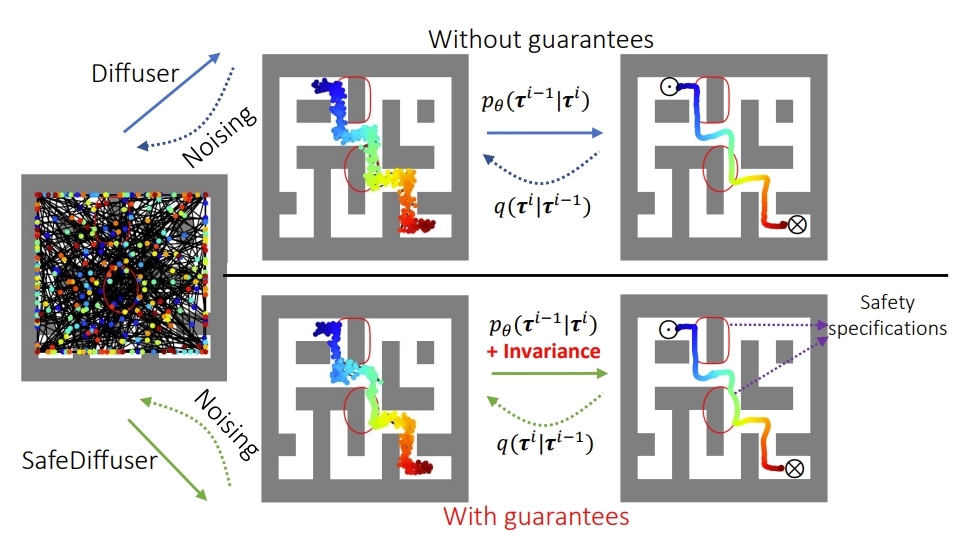 Without guarantees
Diffuser
Noising
$p_\theta(\boldsymbol{\tau}^{i-1}|\boldsymbol{\tau}^i)$
$q(\boldsymbol{\tau}^i|\boldsymbol{\tau}^{i-1})$
Safety
specifications
$p_\theta(\boldsymbol{\tau}^{i-1}|\boldsymbol{\tau}^i)$
+ Invariance
$q(\boldsymbol{\tau}^i|\boldsymbol{\tau}^{i-1})$
Noising
SafeDiffuser
With guarantees